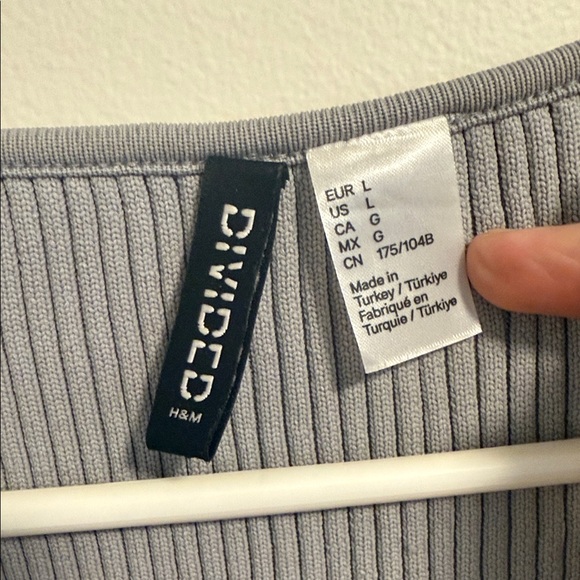 DIVIDED
H&M
EUR L
US L
CA G
MX G
CN 175/104B
Made in
Turkey / Türkiye
Fabriqué en
Turquie / Türkiye